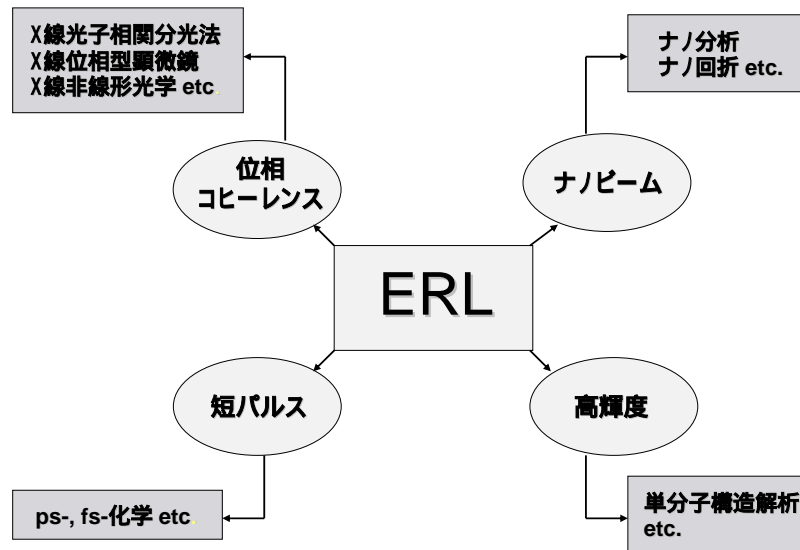 X線光子相関分光法
X線位相型顕微鏡
X線非線形光学 etc.
ナノ分析
ナノ回折 etc.
位相
コヒーレンス
ナノビーム
ERL
短パルス
高輝度
ps-, fs-化学 etc.
単分子構造解析
etc.